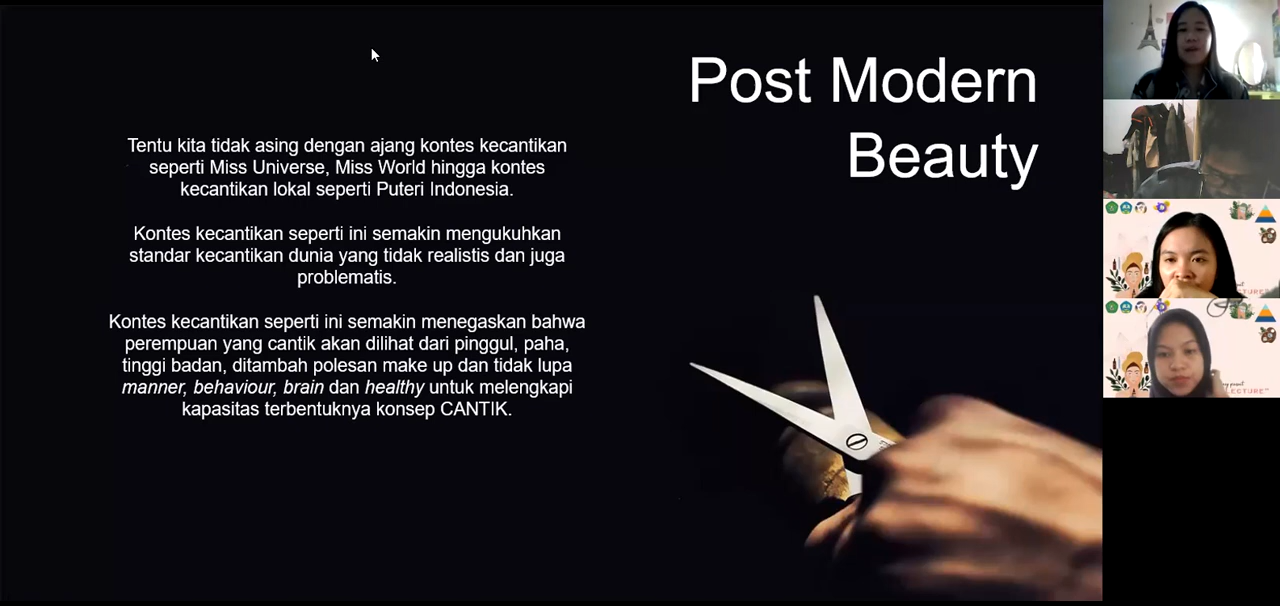 Post Modern
Beauty
Tentu kita tidak asing dengan ajang kontes kecantikan
seperti Miss Universe, Miss World hingga kontes
kecantikan lokal seperti Puteri Indonesia.
Kontes kecantikan seperti ini semakin mengukuhkan
standar kecantikan dunia yang tidak realistis dan juga
problematis.
Kontes kecantikan seperti ini semakin menegaskan bahwa
perempuan yang cantik akan dilihat dari pinggul, paha,
tinggi badan, ditambah polesan make up dan tidak lupa
manner, behaviour, brain dan healthy untuk melengkapi
kapasitas terbentuknya konsep CANTIK.